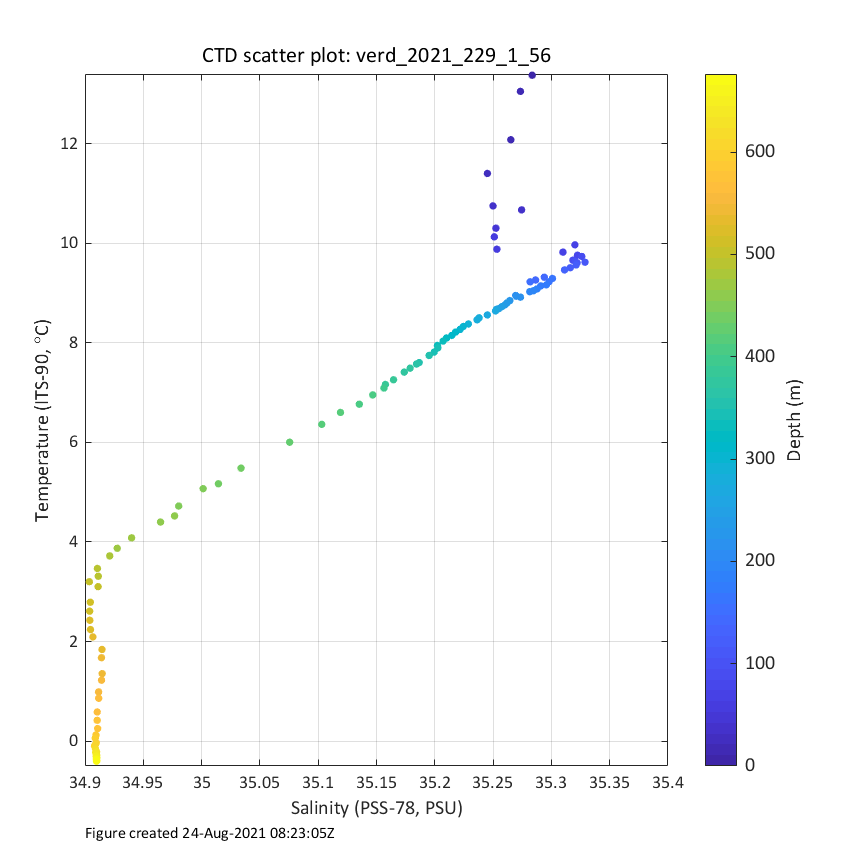 CTD scatter plot: verd_2021_229_1_56
Temperature (ITS-90, °C)
12
10
8
6
4
2
0
34.9 34.95 35 35.05 35.1 35.15 35.2 35.25 35.3 35.35 35.4
Salinity (PSS-78, PSU)
600
500
400
300
200
100
0
Depth (m)
Figure created 24-Aug-2021 08:23:05Z